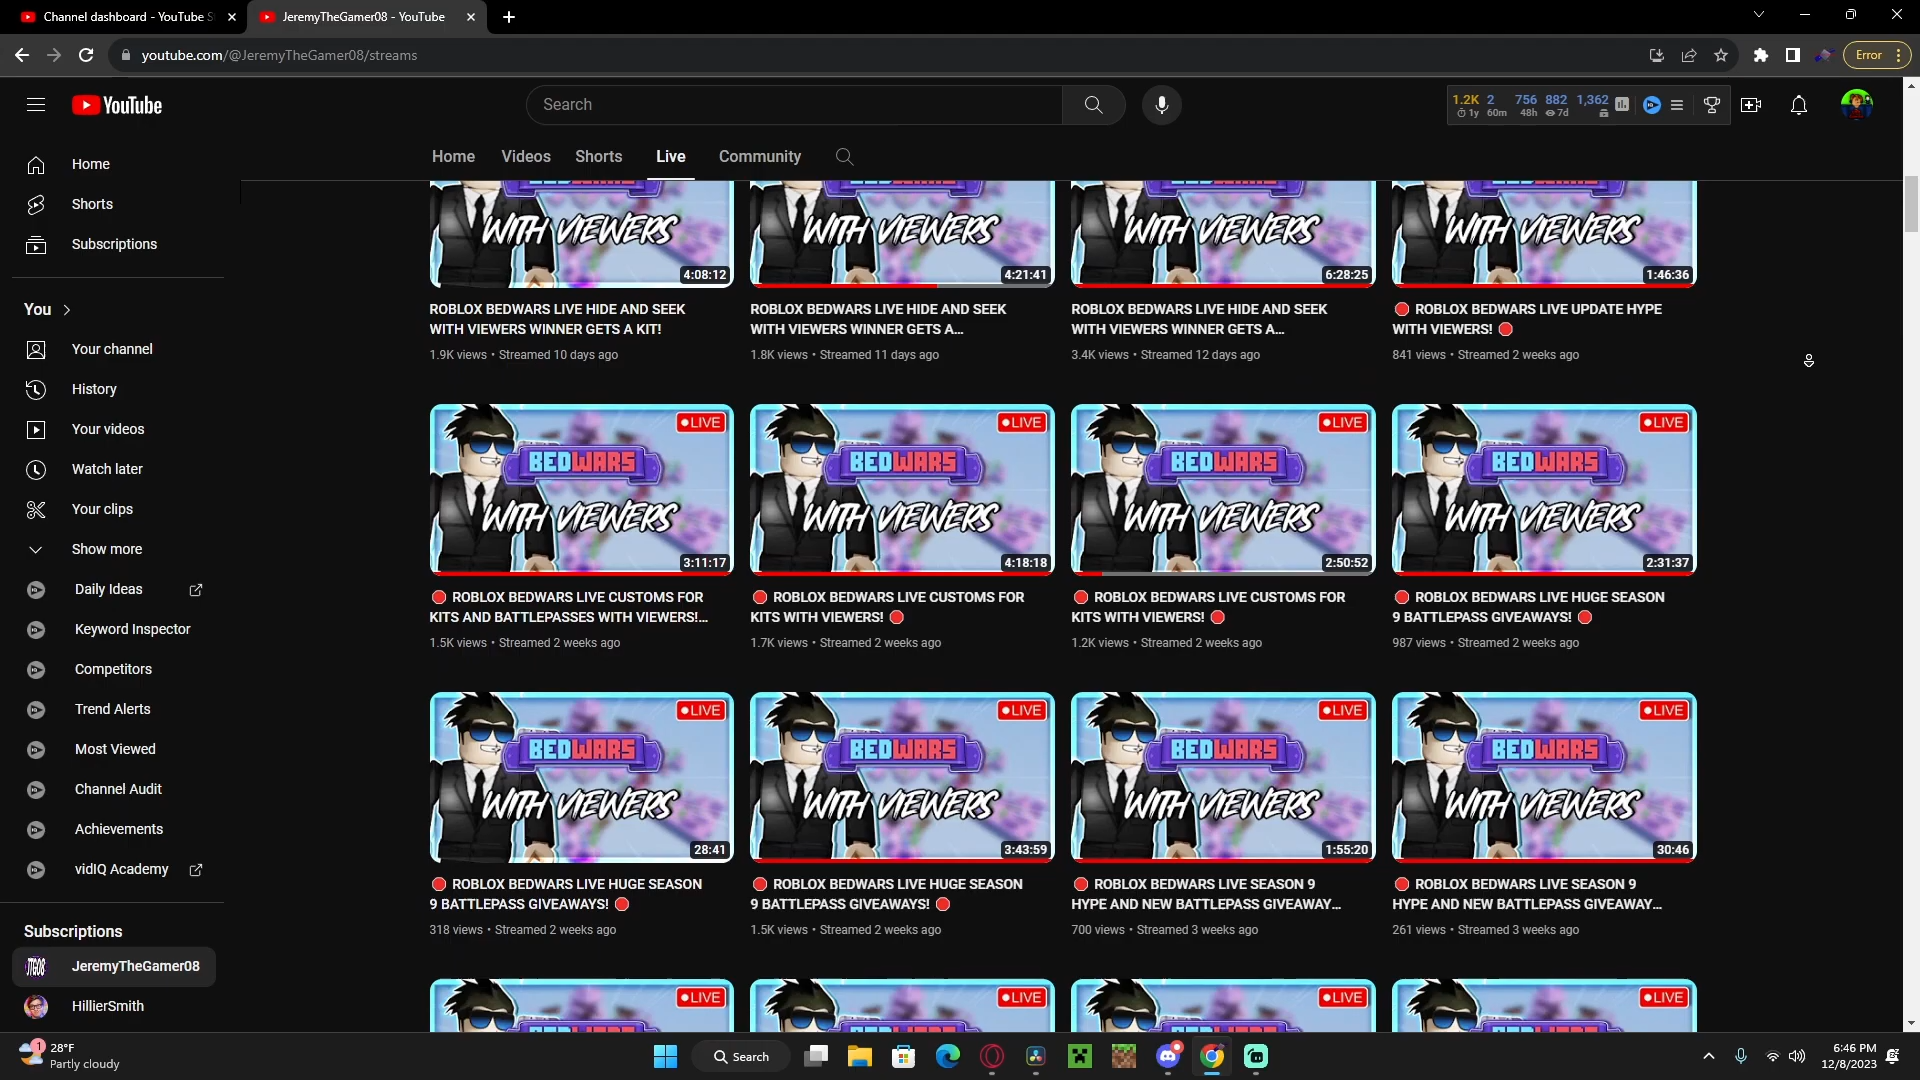 Channel dashboard - YouTube S
JeremyTheGamer08 - YouTube
youtube.com/@JeremyTheGamer08/streams
Error
YouTube
Search
1.2K 2 756 882 1,362
1y 60m 48h 7d
Home
Shorts
Subscriptions
You
Your channel
History
Your videos
Watch later
Your clips
Show more
Daily Ideas
Keyword Inspector
Competitors
Trend Alerts
Most Viewed
Channel Audit
Achievements
vidIQ Academy
Subscriptions
JTG08
JeremyTheGamer08
HillierSmith
Home Videos Shorts Live Community
WITH VIEWERS
4:08:12
WITH VIEWERS
4:21:41
WITH VIEWERS
6:28:25
WITH VIEWERS
1:46:36
ROBLOX BEDWARS LIVE HIDE AND SEEK
WITH VIEWERS WINNER GETS A KIT!
1.9K views • Streamed 10 days ago
ROBLOX BEDWARS LIVE HIDE AND SEEK
WITH VIEWERS WINNER GETS A...
1.8K views • Streamed 11 days ago
ROBLOX BEDWARS LIVE HIDE AND SEEK
WITH VIEWERS WINNER GETS A...
3.4K views • Streamed 12 days ago
🔴 ROBLOX BEDWARS LIVE UPDATE HYPE
WITH VIEWERS! 🔴
841 views • Streamed 2 weeks ago
LIVE
BEDWARS
WITH VIEWERS
3:11:17
LIVE
BEDWARS
WITH VIEWERS
4:18:18
LIVE
BEDWARS
WITH VIEWERS
2:50:52
LIVE
BEDWARS
WITH VIEWERS
2:31:37
🔴 ROBLOX BEDWARS LIVE CUSTOMS FOR
KITS AND BATTLEPASSES WITH VIEWERS!...
1.5K views • Streamed 2 weeks ago
🔴 ROBLOX BEDWARS LIVE CUSTOMS FOR
KITS WITH VIEWERS! 🔴
1.7K views • Streamed 2 weeks ago
🔴 ROBLOX BEDWARS LIVE CUSTOMS FOR
KITS WITH VIEWERS! 🔴
1.2K views • Streamed 2 weeks ago
🔴 ROBLOX BEDWARS LIVE HUGE SEASON
9 BATTLEPASS GIVEAWAYS! 🔴
987 views • Streamed 2 weeks ago
LIVE
BEDWARS
WITH VIEWERS
28:41
LIVE
BEDWARS
WITH VIEWERS
3:43:59
LIVE
BEDWARS
WITH VIEWERS
1:55:20
LIVE
BEDWARS
WITH VIEWERS
30:46
🔴 ROBLOX BEDWARS LIVE HUGE SEASON
9 BATTLEPASS GIVEAWAYS! 🔴
318 views • Streamed 2 weeks ago
🔴 ROBLOX BEDWARS LIVE HUGE SEASON
9 BATTLEPASS GIVEAWAYS! 🔴
1.5K views • Streamed 2 weeks ago
🔴 ROBLOX BEDWARS LIVE SEASON 9
HYPE AND NEW BATTLEPASS GIVEAWAY...
700 views • Streamed 3 weeks ago
🔴 ROBLOX BEDWARS LIVE SEASON 9
HYPE AND NEW BATTLEPASS GIVEAWAY...
261 views • Streamed 3 weeks ago
LIVE
LIVE
LIVE
LIVE
1
28°F
Partly cloudy
Search
6:46 PM
12/8/2023